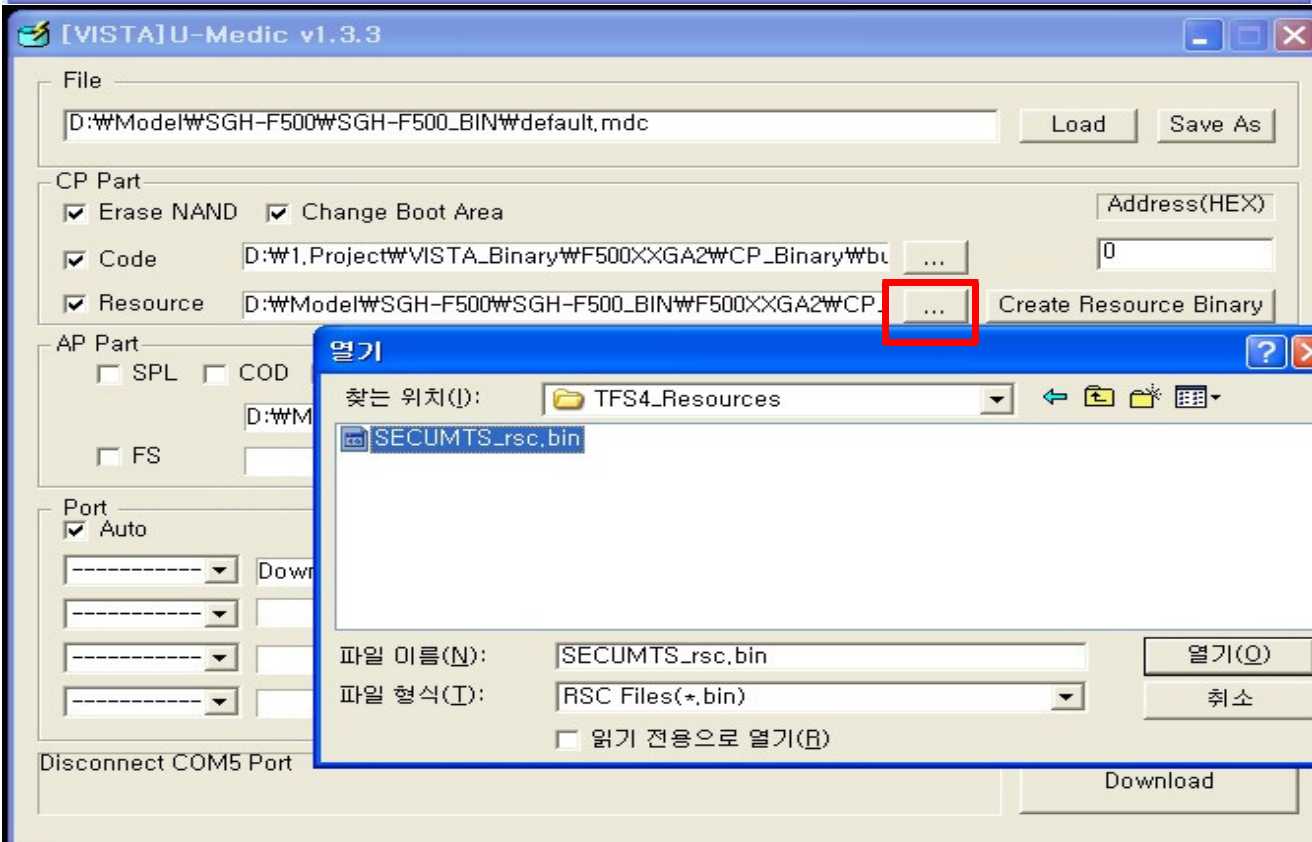 [VISTA]U-Medic v1.3.3
File
D:₩Model₩SGH-F500₩SGH-F500_BIN₩default.mdc
Load
Save As
CP Part
Erase NAND
Change Boot Area
Address(HEX)
Code
D:₩1.Project₩VISTA_Binary₩F500XXGA2₩CP_Binary₩bu
...
0
Resource
D:₩Model₩SGH-F500₩SGH-F500_BIN₩F500XXGA2₩CP_
...
Create Resource Binary
AP Part
SPL
COD
D:₩M
FS
열기
찾는 위치(I):
TFS4_Resources
SECUMTS_rsc.bin
파일 이름(N):
SECUMTS_rsc.bin
열기(O)
파일 형식(T):
RSC Files(*.bin)
취소
읽기 전용으로 열기(R)
Port
Auto
-----------
Down
-----------
-----------
-----------
Disconnect COM5 Port
Download